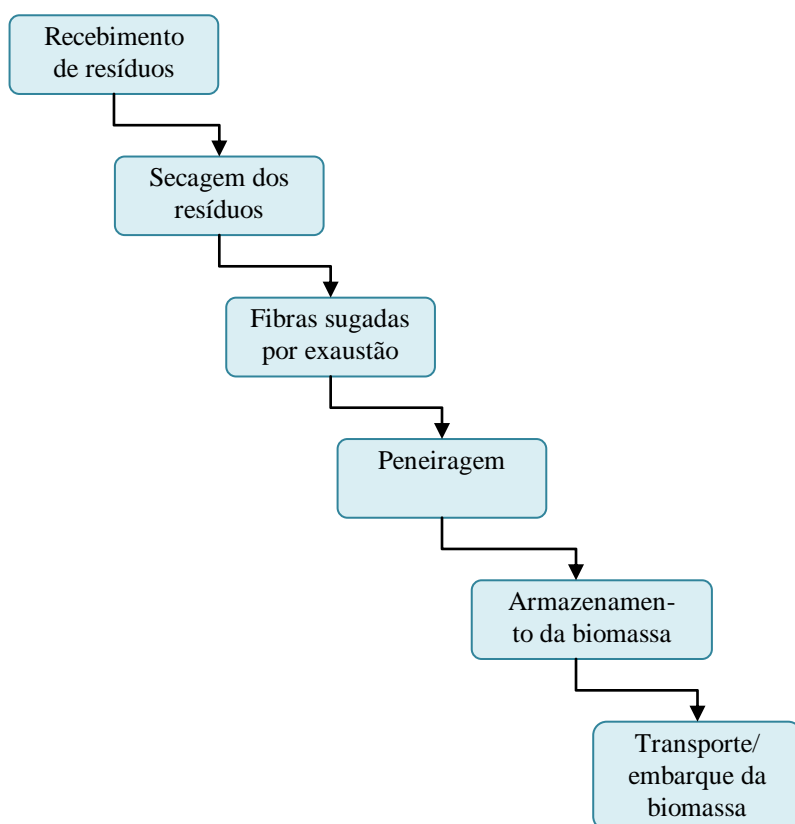 Recebimento
de resíduos
Secagem dos
resíduos
Fibras sugadas
por exaustão
Peneiragem
Armazenamen-
to da biomassa
Transporte/
embarque da
biomassa